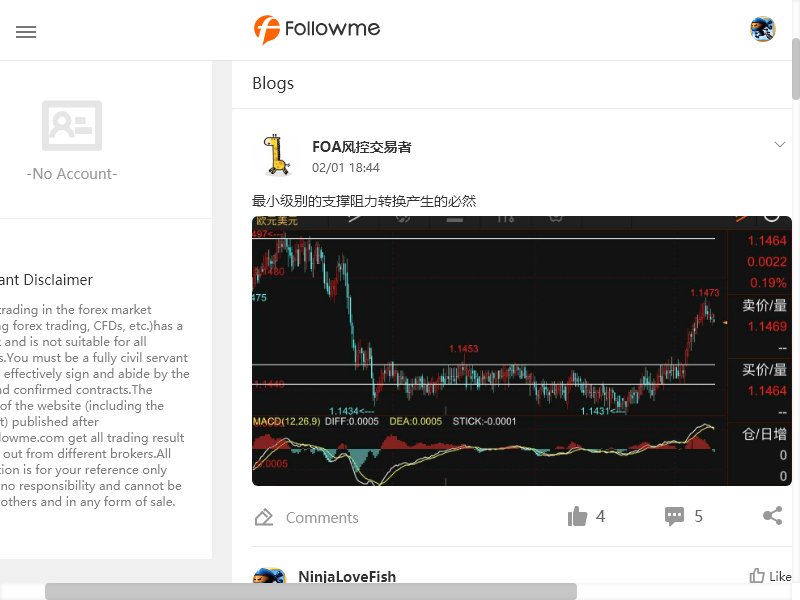 Followme
-No Account-
ant Disclaimer
trading in the forex market
g forex trading, CFDs, etc.)has a
and is not suitable for all
s.You must be a fully civil servant
effectively sign and abide by the
nd confirmed contracts.The
of the website (including the
t) published after
lowme.com get all trading result
out from different brokers.All
tion is for your reference only
no responsibility and cannot be
others and in any form of sale.
Blogs
FOA风控交易者
02/01 18:44
最小级别的支撑阻力转换产生的必然
欧元美元
497<--
1.1480
475
1.1440
1.1453
1.1473
1.1434<--
1.1431<--
MACD(12,26,9) DIFF:0.0005 DEA:0.0005 STICK:-0.0001
0.0005
1.1464
0.0022
0.19%
卖价/量
1.1469
--
买价/量
1.1464
--
仓/日增
0
0
Comments
4
5
NinjaLoveFish
Like